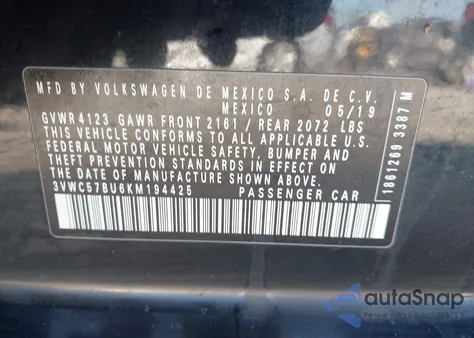 MFD BY VOLKSWAGEN DE MEXICO S.A. DE C.V.
MEXICO 05/19
GVWR 4123 GAWR FRONT 2161 / REAR 2072 LBS
THIS VEHICLE CONFORMS TO ALL APPLICABLE U.S.
FEDERAL MOTOR VEHICLE SAFETY, BUMPER AND
THEFT PREVENTION STANDARDS IN EFFECT ON
THE DATE OF MANUFACTURE SHOWN ABOVE
3VWC57BU6KM194425 PASSENGER CAR
1861269 3387 M
autoSnap